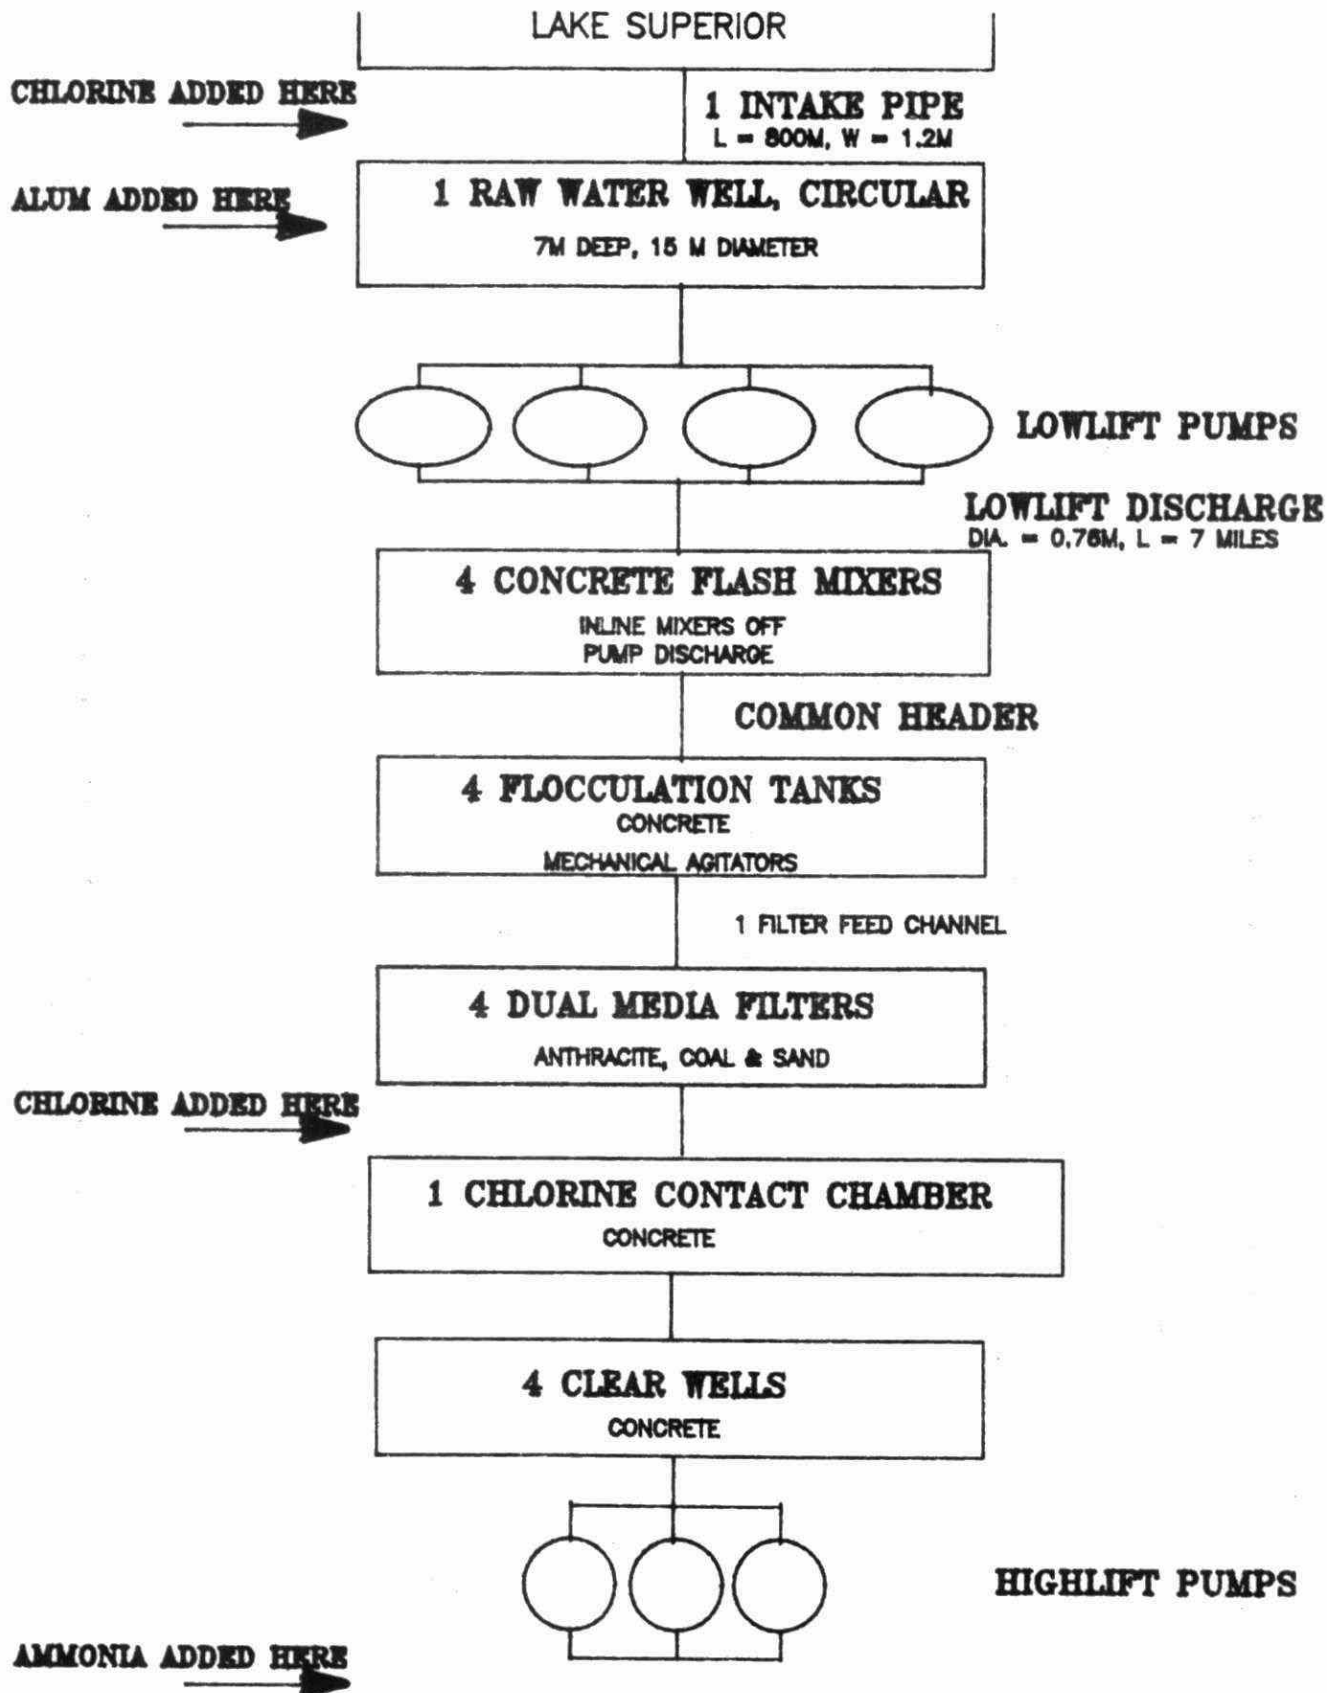 LAKE SUPERIOR
CHLORINE ADDED HERE
1 INTAKE PIPE
L = 800M, W = 1.2M
ALUM ADDED HERE
1 RAW WATER WELL, CIRCULAR
7M DEEP, 15 M DIAMETER
LOWLIFT PUMPS
LOWLIFT DISCHARGE
DIA. = 0.76M, L = 7 MILES
4 CONCRETE FLASH MIXERS
INLINE MIXERS OFF
PUMP DISCHARGE
COMMON HEADER
4 FLOCCULATION TANKS
CONCRETE
MECHANICAL AGITATORS
1 FILTER FEED CHANNEL
4 DUAL MEDIA FILTERS
ANTHRACITE, COAL & SAND
CHLORINE ADDED HERE
1 CHLORINE CONTACT CHAMBER
CONCRETE
4 CLEAR WELLS
CONCRETE
HIGHLIFT PUMPS
AMMONIA ADDED HERE